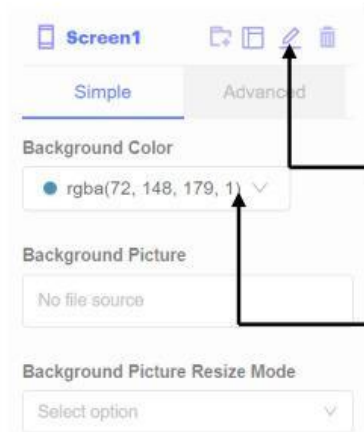 Screen1
Simple Advanced
Background Color
rgba(72, 148, 179, 1)
Background Picture
No file source
Background Picture Resize Mode
Select option